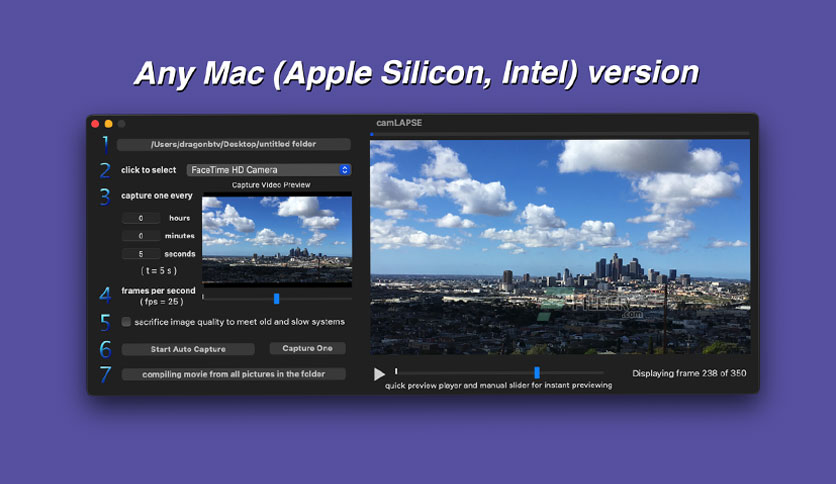 Any Mac (Apple Silicon, Intel) version
camLAPSE
1 /Users/dragonbtv/Desktop/untitled folder
2 click to select FaceTime HD Camera
Capture Video Preview
3 capture one every
0 hours
0 minutes
5 seconds
( t = 5 s )
4 frames per second
( fps = 25 )
5 sacrifice image quality to meet old and slow systems
6 Start Auto Capture Capture One
7 compiling movie from all pictures in the folder
.com
Displaying frame 238 of 350
quick preview player and manual slider for instant previewing